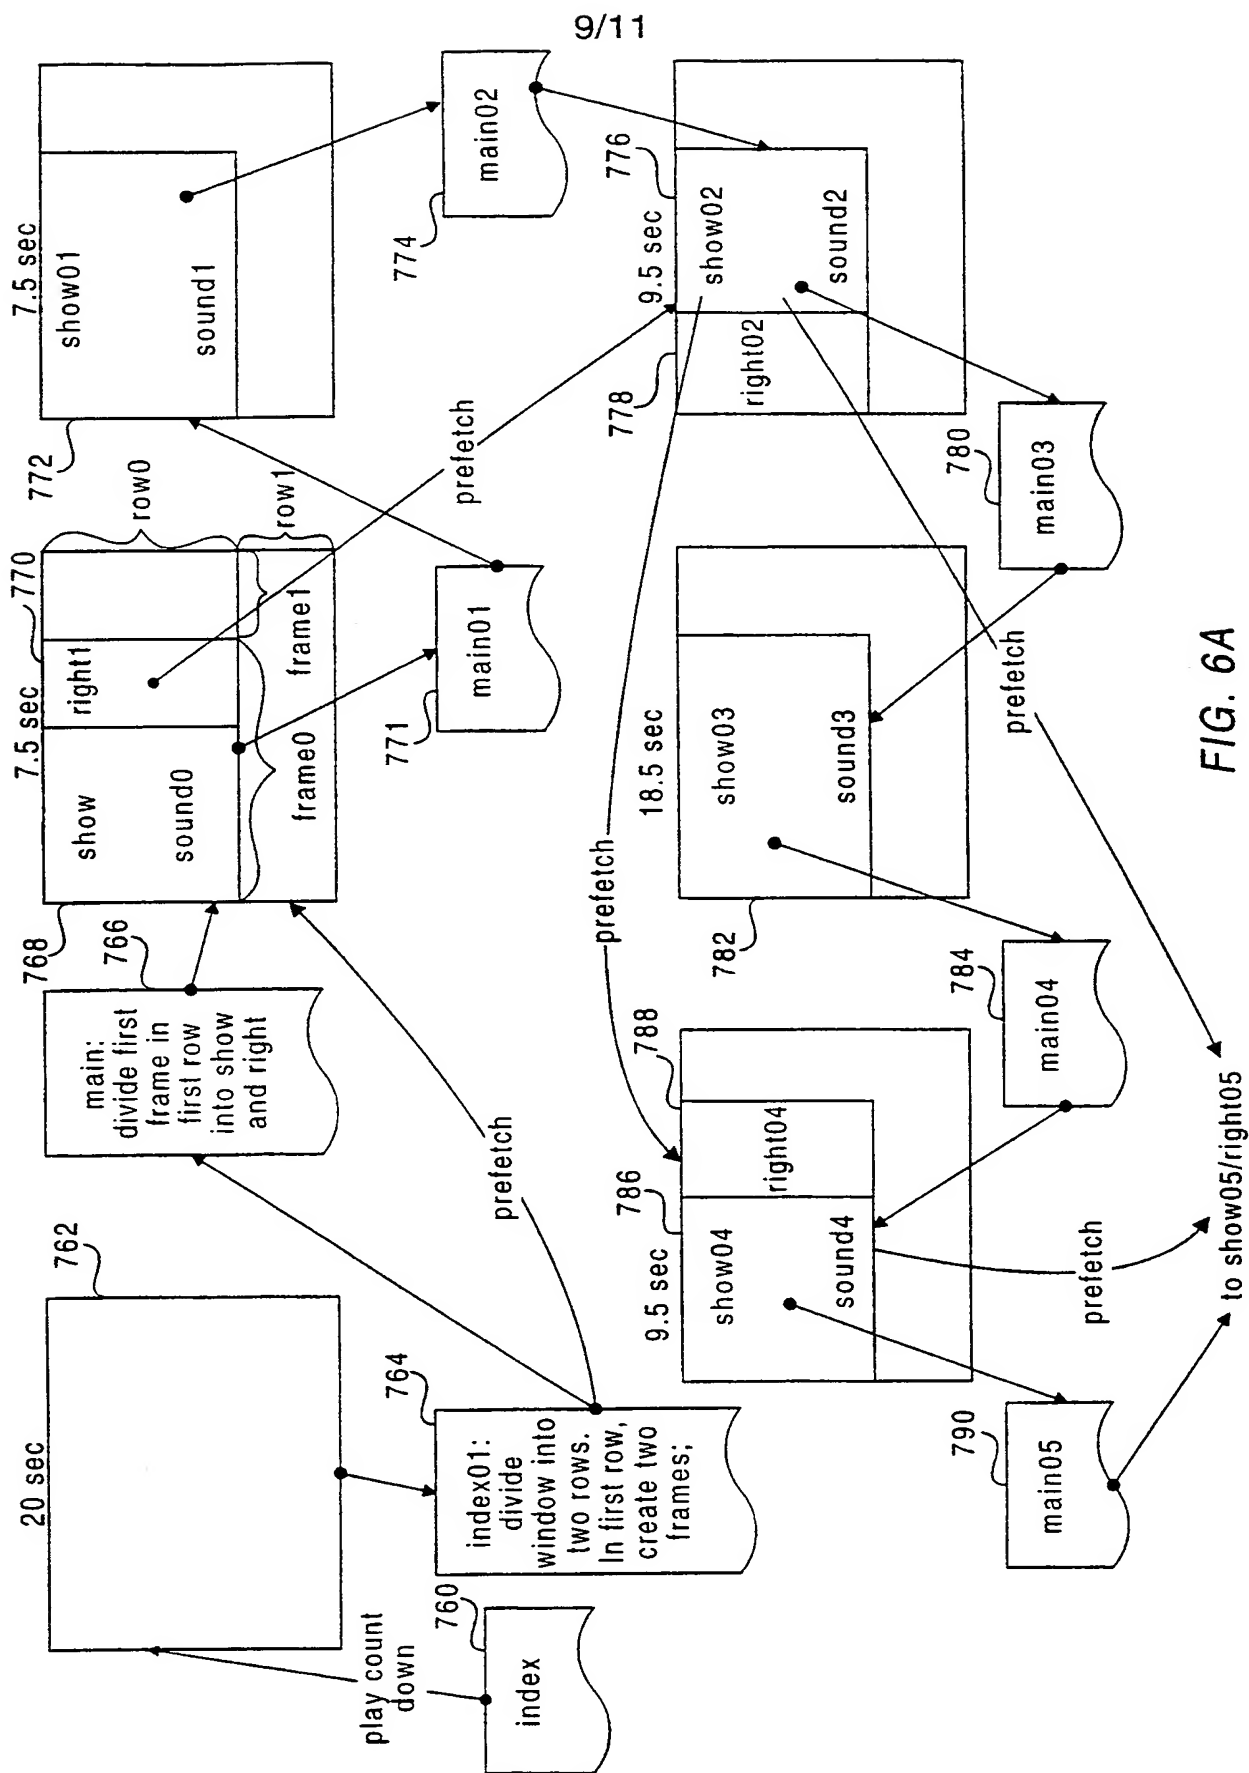 9/11
20 sec
762
play count
down
760
index
764
index01:
divide
window into
two rows.
In first row,
create two
frames;
prefetch
766
main:
divide first
frame in
first row
into show
and right
768
7.5 sec
770
show
right1
sound0
row0
row1
frame0
frame1
771
main01
prefetch
772
7.5 sec
show01
sound1
774
main02
776
9.5 sec
778
show02
right02
sound2
780
main03
prefetch
prefetch
18.5 sec
782
show03
sound3
784
main04
9.5 sec
786
788
show04
right04
sound4
790
main05
prefetch
to show05/right05
FIG. 6A